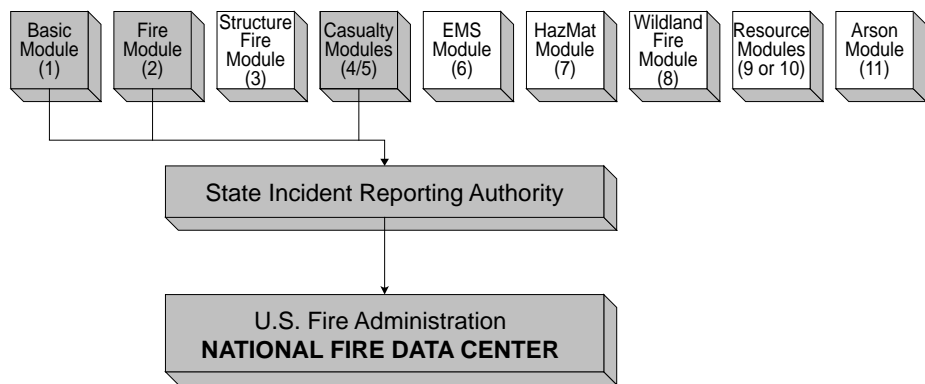 Basic
Module
(1)
Fire
Module
(2)
Structure
Fire
Module
(3)
Casualty
Modules
(4/5)
EMS
Module
(6)
HazMat
Module
(7)
Wildland
Fire
Module
(8)
Resource
Modules
(9 or 10)
Arson
Module
(11)
State Incident Reporting Authority
U.S. Fire Administration
NATIONAL FIRE DATA CENTER